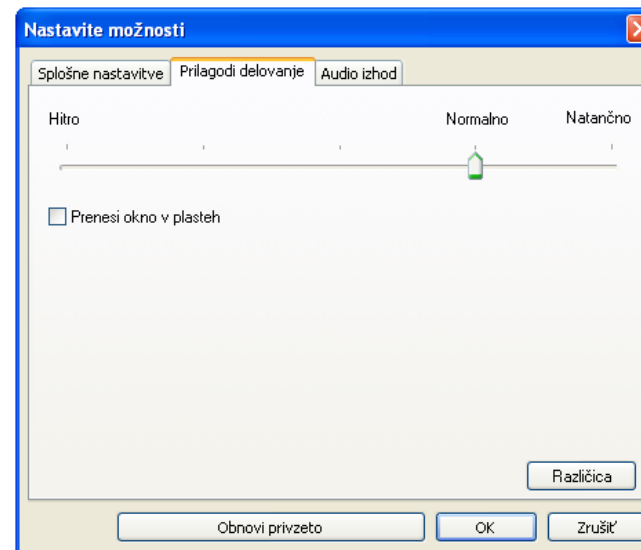 Nastavite možnosti
Splošne nastavitve Prilagodi delovanje Audio izhod
Hitro Normalno Natančno
Prenesi okno v plasteh
Različica
Obnovi privzeto OK Zrušiť